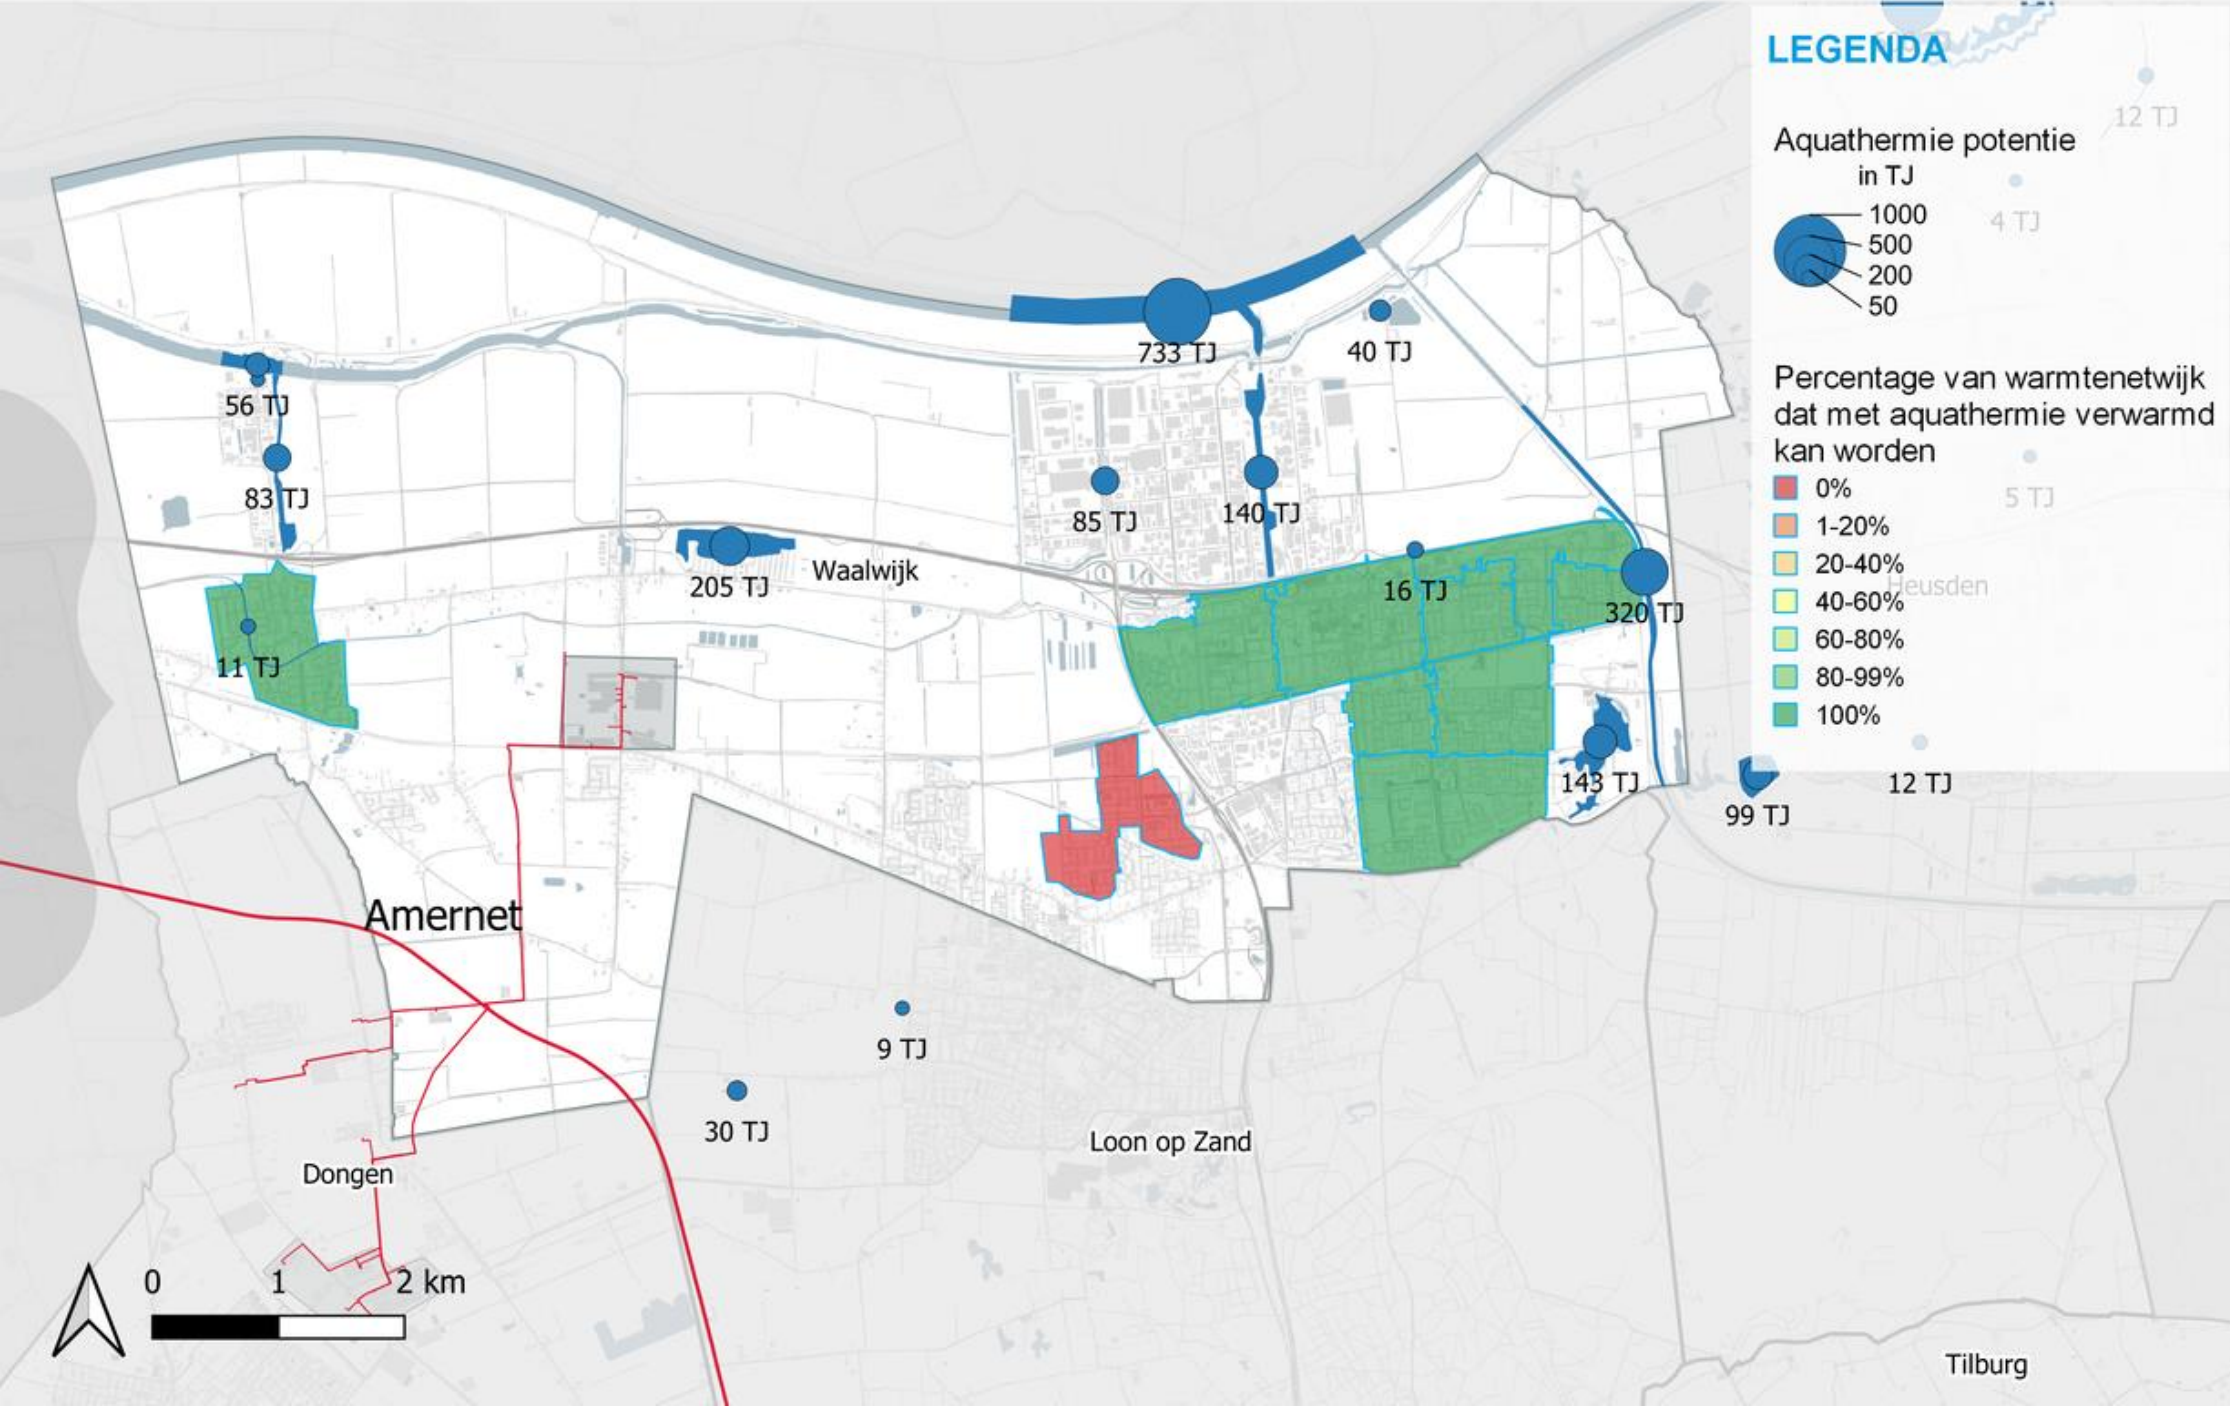 LEGENDA
12 TJ
Aquathermie potentie
in TJ
1000
500
200
50
4 TJ
Percentage van warmtenetwijk
dat met aquathermie verwarmd
kan worden
0%
1-20%
20-40%
40-60%
60-80%
80-99%
100%
5 TJ
Heusden
12 TJ
733 TJ
40 TJ
56 TJ
83 TJ
85 TJ
140 TJ
Waalwijk
205 TJ
16 TJ
320 TJ
11 TJ
143 TJ
99 TJ
Amernet
9 TJ
30 TJ
Loon op Zand
Dongen
0 1 2 km
Tilburg